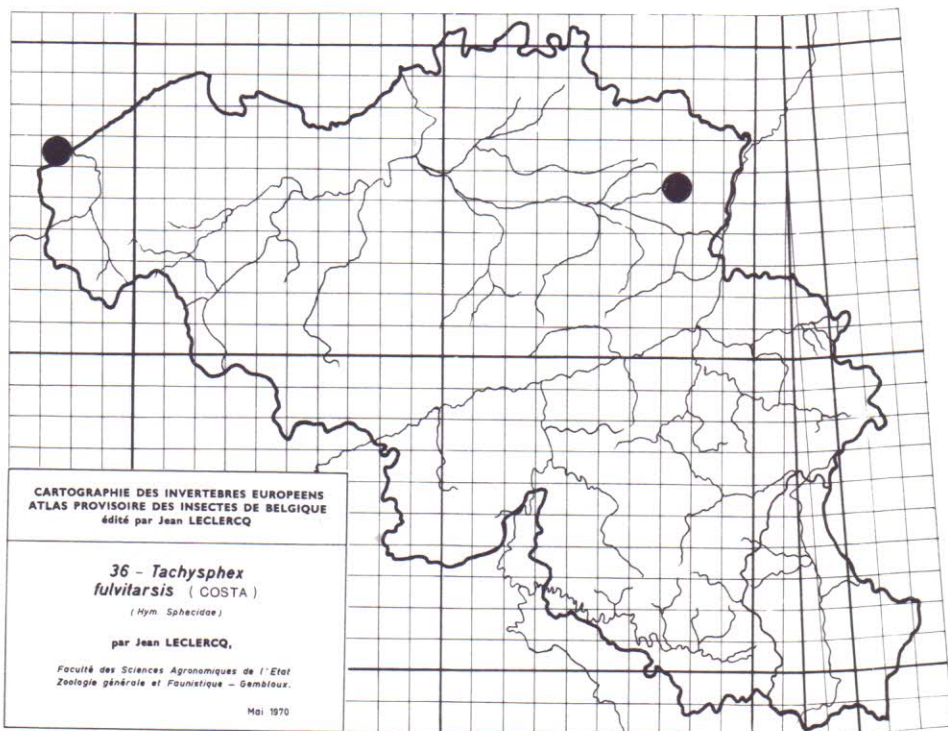 CARTOGRAPHIE DES INVERTEBRES EUROPEENS
ATLAS PROVISOIRE DES INSECTES DE BELGIQUE
édité par Jean LECLERCQ
36 – Tachysphex
fulvitarsis (COSTA)
(Hym. Sphecidae)
par Jean LECLERCQ,
Faculté des Sciences Agronomiques de l'Etat
Zoologie générale et Faunistique – Gembloux.
Mai 1970